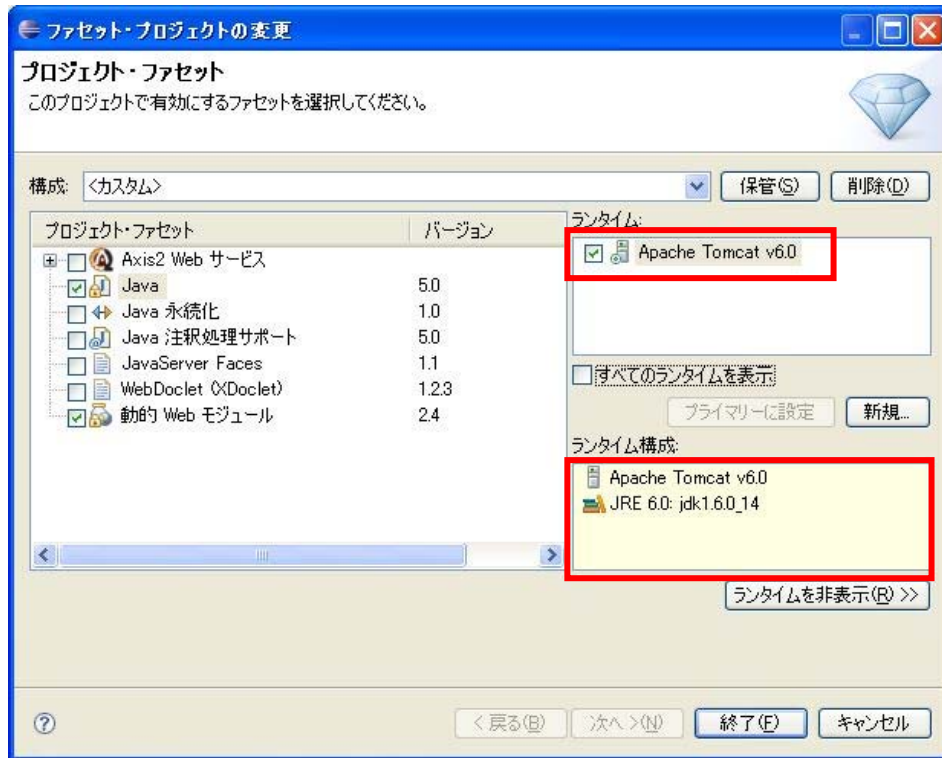 ファセット・プロジェクトの変更
プロジェクト・ファセット
このプロジェクトで有効にするファセットを選択してください。
構成: <カスタム> 保管(S) 削除(D)
プロジェクト・ファセット バージョン
Axis2 Web サービス
Java 5.0
Java 永続化 1.0
Java 注釈処理サポート 5.0
JavaServer Faces 1.1
WebDoclet (XDoclet) 1.2.3
動的 Web モジュール 2.4
ランタイム:
Apache Tomcat v6.0
すべてのランタイムを表示
プライマリーに設定 新規...
ランタイム構成:
Apache Tomcat v6.0
JRE 6.0: jdk1.6.0_14
ランタイムを非表示(R) >>
< 戻る(B) 次へ >(N) 終了(F) キャンセル